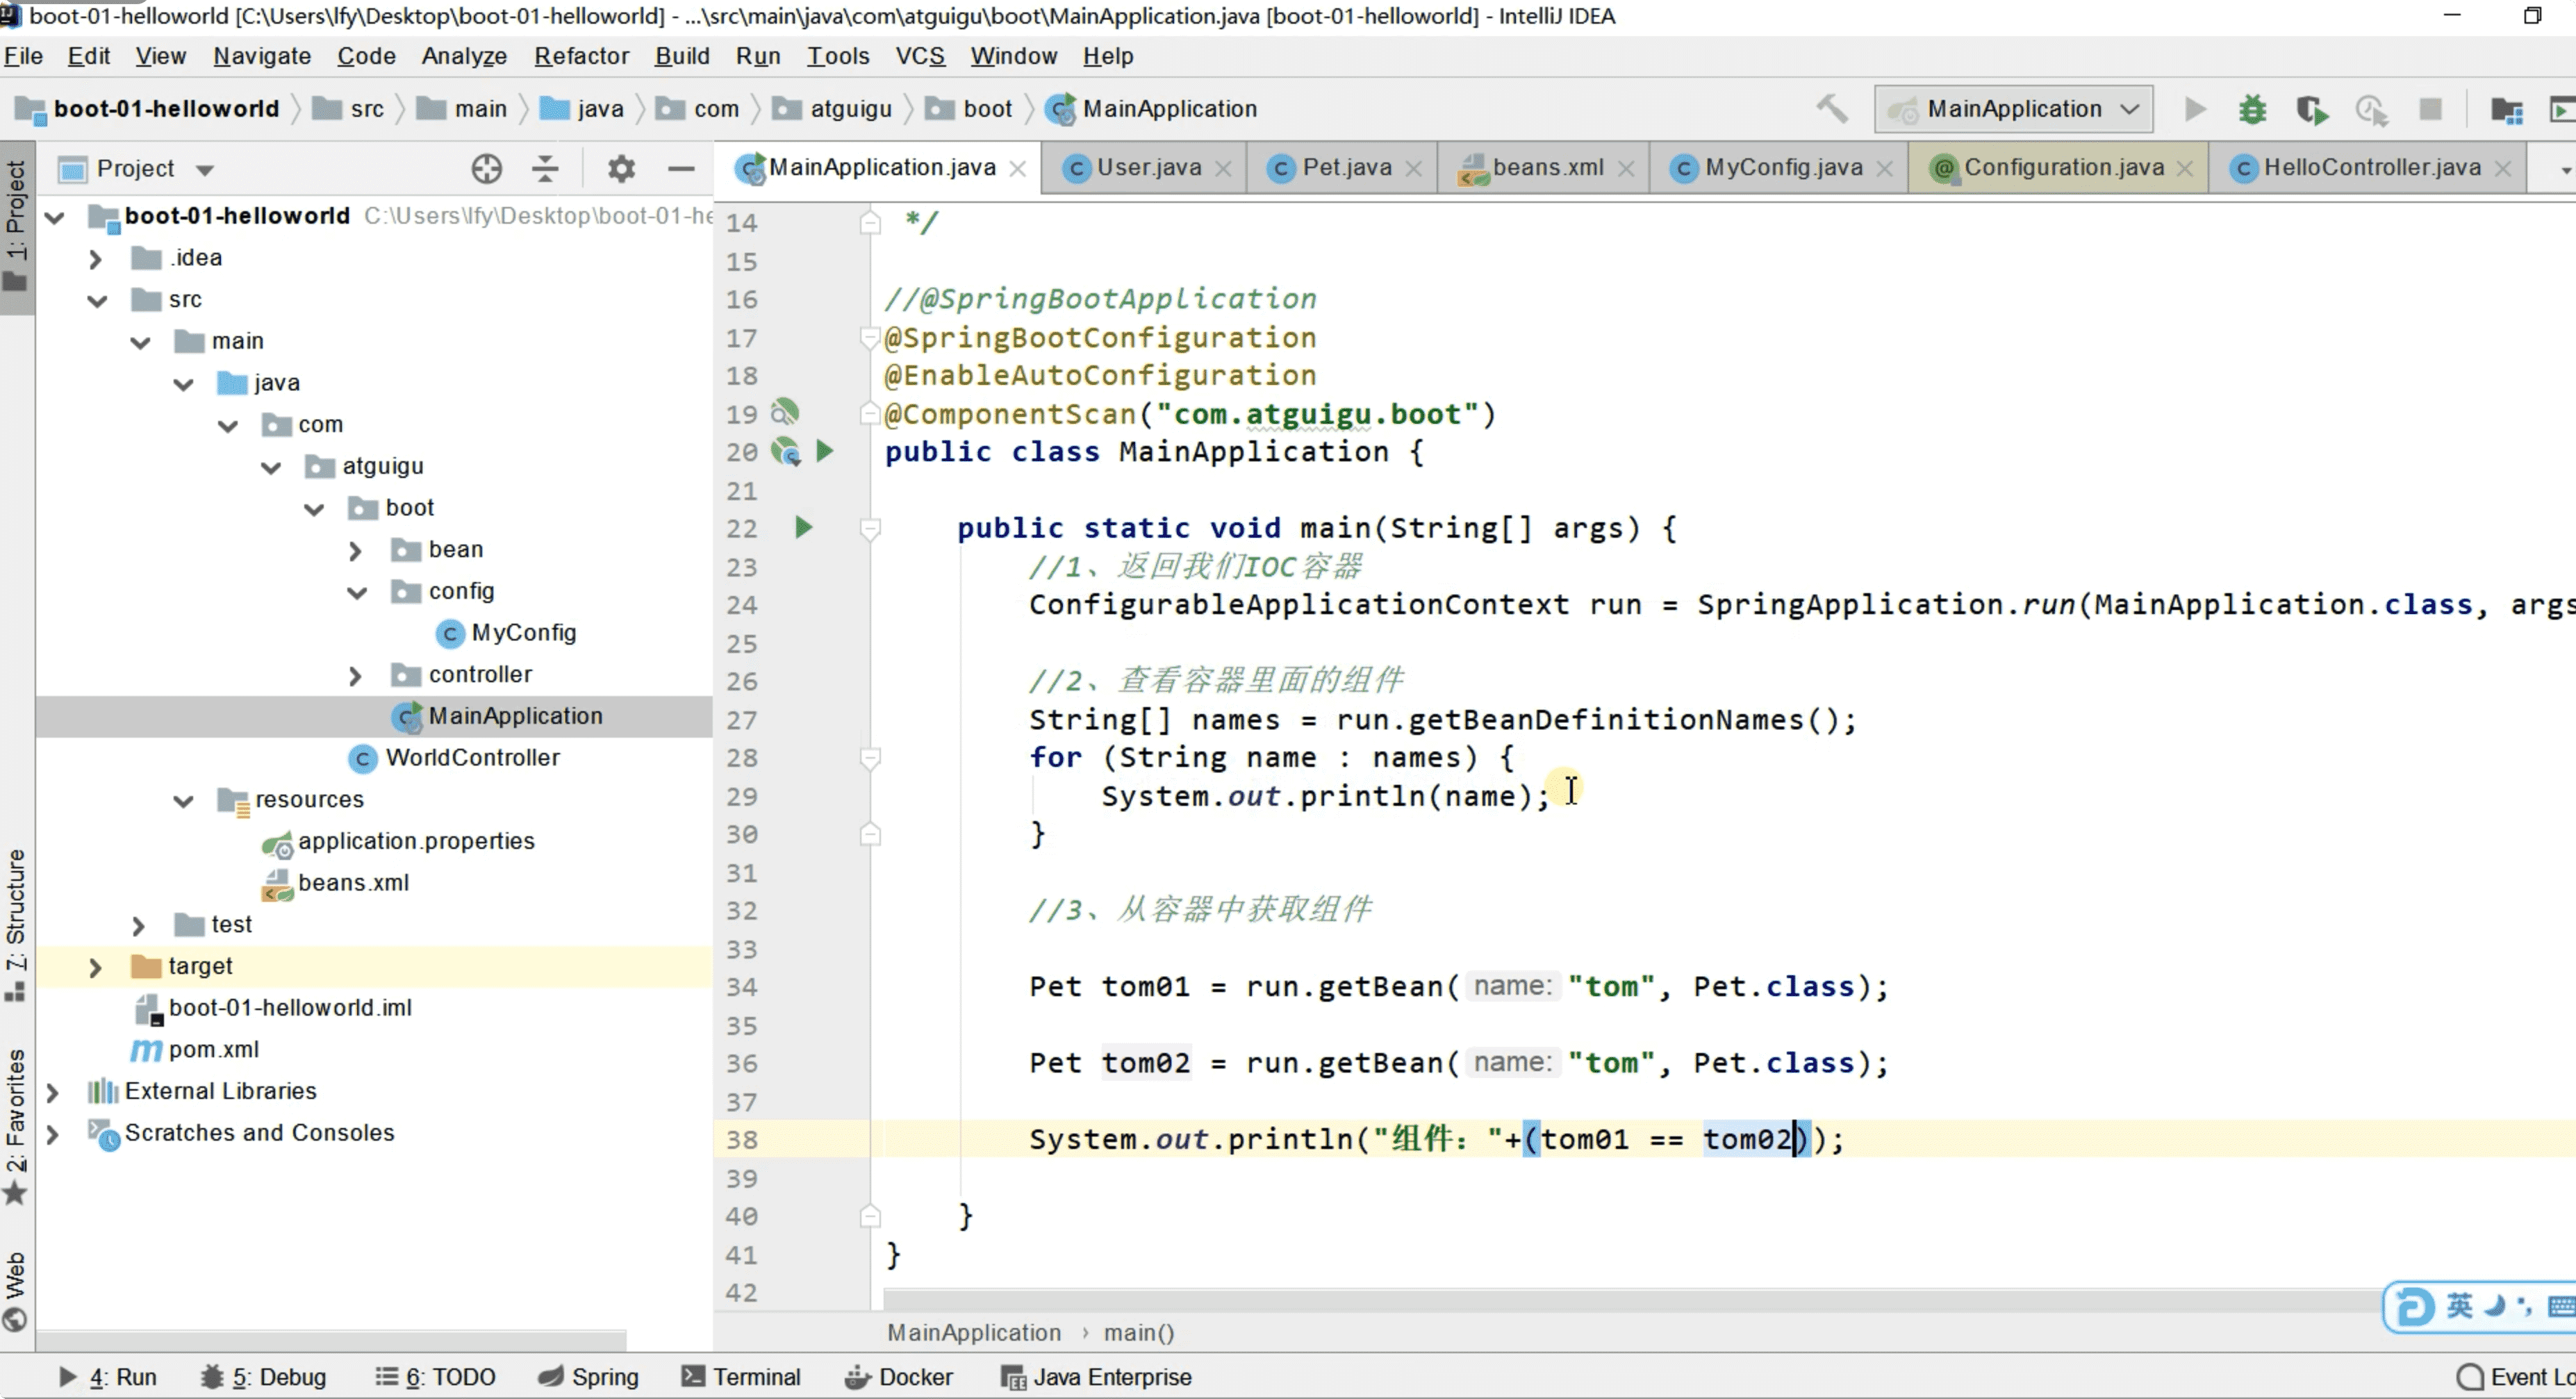 boot-01-helloworld [C:\Users\lfy\Desktop\boot-01-helloworld] - ...\src\main\java\com\atguigu\boot\MainApplication.java [boot-01-helloworld] - IntelliJ IDEA
File Edit View Navigate Code Analyze Refactor Build Run Tools VCS Window Help
boot-01-helloworld src main java com atguigu boot MainApplication MainApplication
Project
MainApplication.java User.java Pet.java beans.xml MyConfig.java Configuration.java HelloController.java
1: Project
7: Structure
2: Favorites
Web
boot-01-helloworld C:\Users\lfy\Desktop\boot-01-he
.idea
src
main
java
com
atguigu
boot
bean
config
MyConfig
controller
MainApplication
WorldController
resources
application.properties
beans.xml
test
target
boot-01-helloworld.iml
pom.xml
External Libraries
Scratches and Consoles
14 */
15
16 //@SpringBootApplication
17 @SpringBootConfiguration
18 @EnableAutoConfiguration
19 @ComponentScan("com.atguigu.boot")
20 public class MainApplication {
21
22 public static void main(String[] args) {
23 //1、返回我们IOC容器
24 ConfigurableApplicationContext run = SpringApplication.run(MainApplication.class, args
25
26 //2、查看容器里面的组件
27 String[] names = run.getBeanDefinitionNames();
28 for (String name : names) {
29 System.out.println(name);
30 }
31
32 //3、从容器中获取组件
33
34 Pet tom01 = run.getBean( name: "tom", Pet.class);
35
36 Pet tom02 = run.getBean( name: "tom", Pet.class);
37
38 System.out.println("组件："+(tom01 == tom02));
39
40 }
41 }
42
英
MainApplication › main()
4: Run 5: Debug 6: TODO Spring Terminal Docker Java Enterprise Event Lo